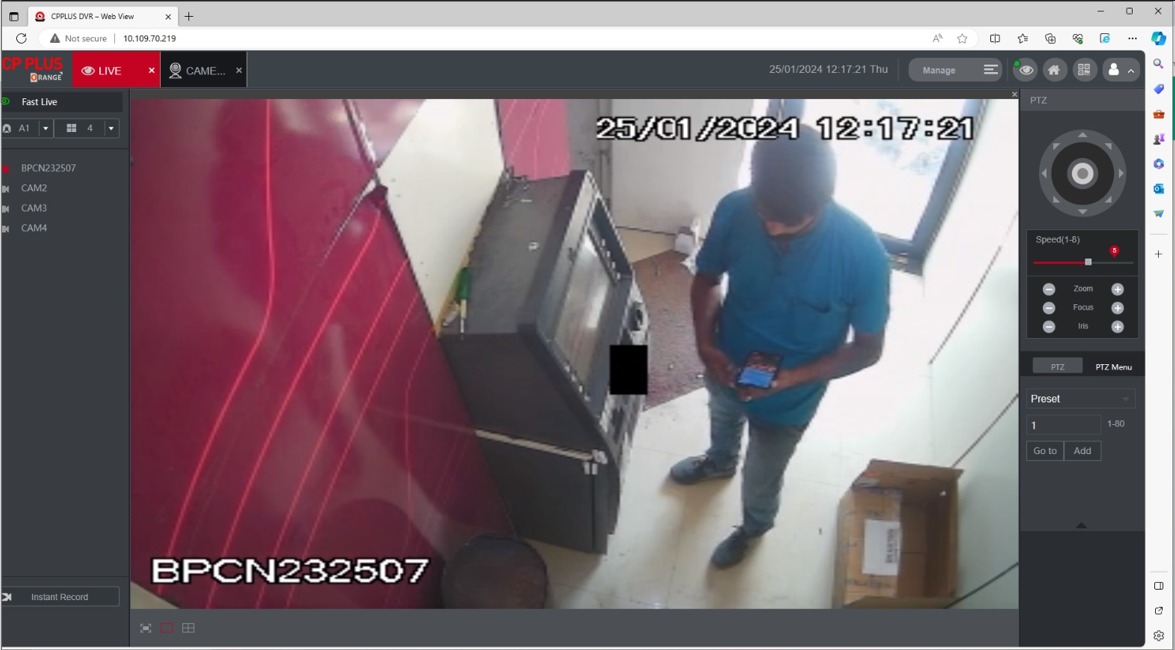 CPPLUS DVR – Web View
Not secure
10.109.70.219
CP PLUS
ORANGE
LIVE
CAME...
25/01/2024 12:17:21 Thu
Manage
Fast Live
A1
4
BPCN232507
CAM2
CAM3
CAM4
25/01/2024 12:17:21
BPCN232507
Instant Record
PTZ
Speed(1-8)
5
Zoom
Focus
Iris
PTZ
PTZ Menu
Preset
1
1-80
Go to
Add